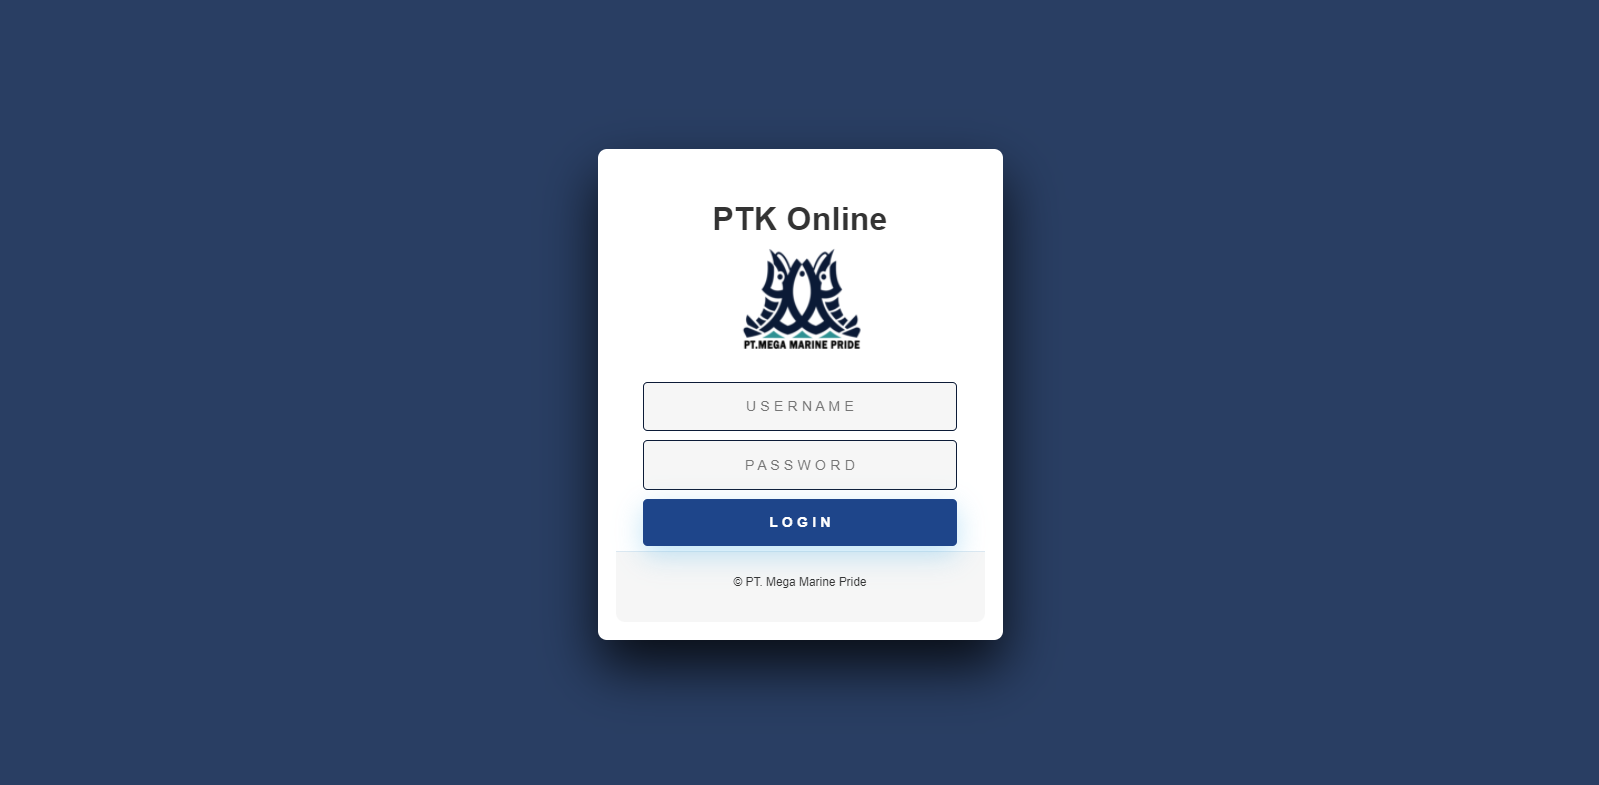 PTK Online
PT.MEGA MARINE PRIDE
USERNAME
PASSWORD
LOGIN
© PT. Mega Marine Pride